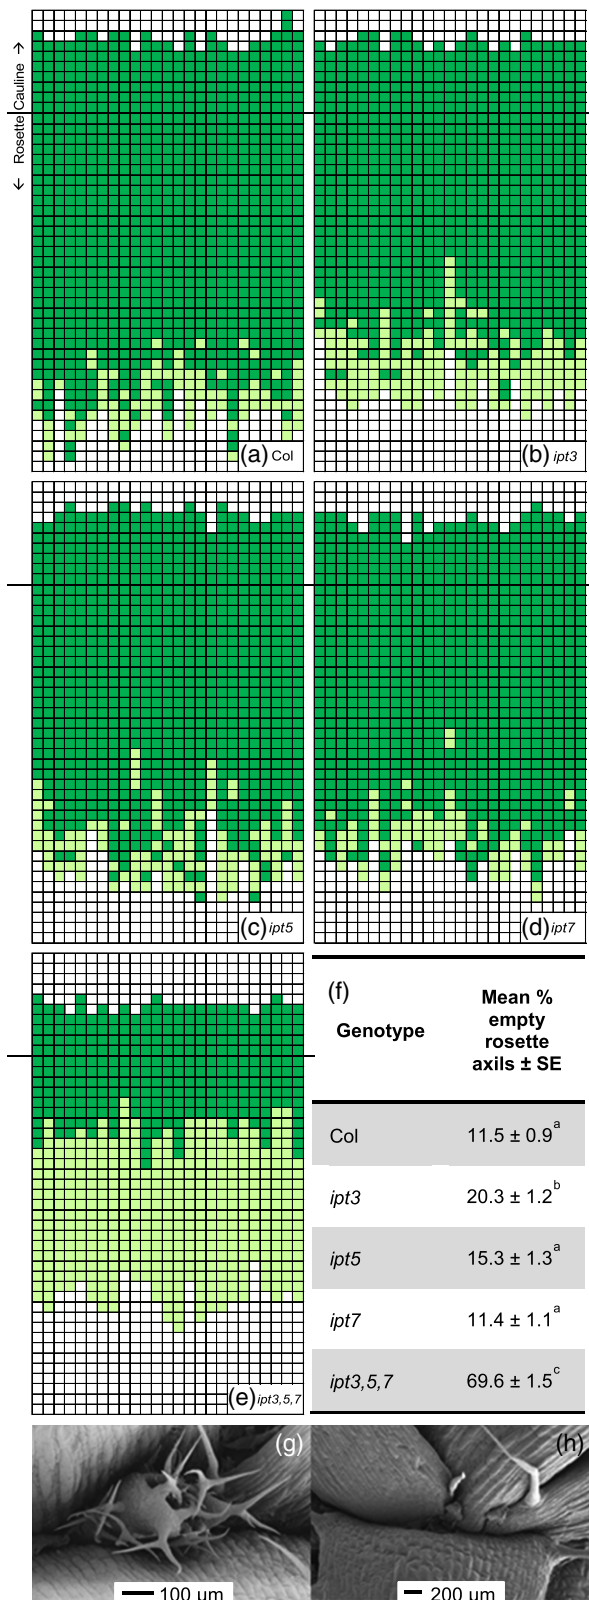 Rosette Cauline →
←
(a) Col
(b) ipt3
(c) ipt5
(d) ipt7
(e) ipt3,5,7
(f)
Genotype
Mean %
empty
rosette
axils ± SE
Col 11.5 ± 0.9a
ipt3 20.3 ± 1.2b
ipt5 15.3 ± 1.3a
ipt7 11.4 ± 1.1a
ipt3,5,7 69.6 ± 1.5c
(g)
(h)
100 μm
200 μm